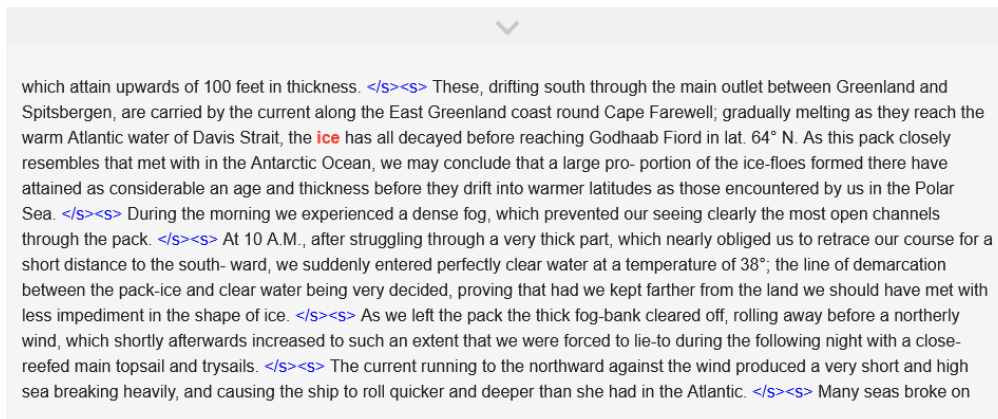 which attain upwards of 100 feet in thickness. </s><s> These, drifting south through the main outlet between Greenland and
Spitsbergen, are carried by the current along the East Greenland coast round Cape Farewell; gradually melting as they reach the
warm Atlantic water of Davis Strait, the ice has all decayed before reaching Godhaab Fiord in lat. 64° N. As this pack closely
resembles that met with in the Antarctic Ocean, we may conclude that a large pro- portion of the ice-floes formed there have
attained as considerable an age and thickness before they drift into warmer latitudes as those encountered by us in the Polar
Sea. </s><s> During the morning we experienced a dense fog, which prevented our seeing clearly the most open channels
through the pack. </s><s> At 10 A.M., after struggling through a very thick part, which nearly obliged us to retrace our course for a
short distance to the south- ward, we suddenly entered perfectly clear water at a temperature of 38°; the line of demarcation
between the pack-ice and clear water being very decided, proving that had we kept farther from the land we should have met with
less impediment in the shape of ice. </s><s> As we left the pack the thick fog-bank cleared off, rolling away before a northerly
wind, which shortly afterwards increased to such an extent that we were forced to lie-to during the following night with a close-
reefed main topsail and trysails. </s><s> The current running to the northward against the wind produced a very short and high
sea breaking heavily, and causing the ship to roll quicker and deeper than she had in the Atlantic. </s><s> Many seas broke on